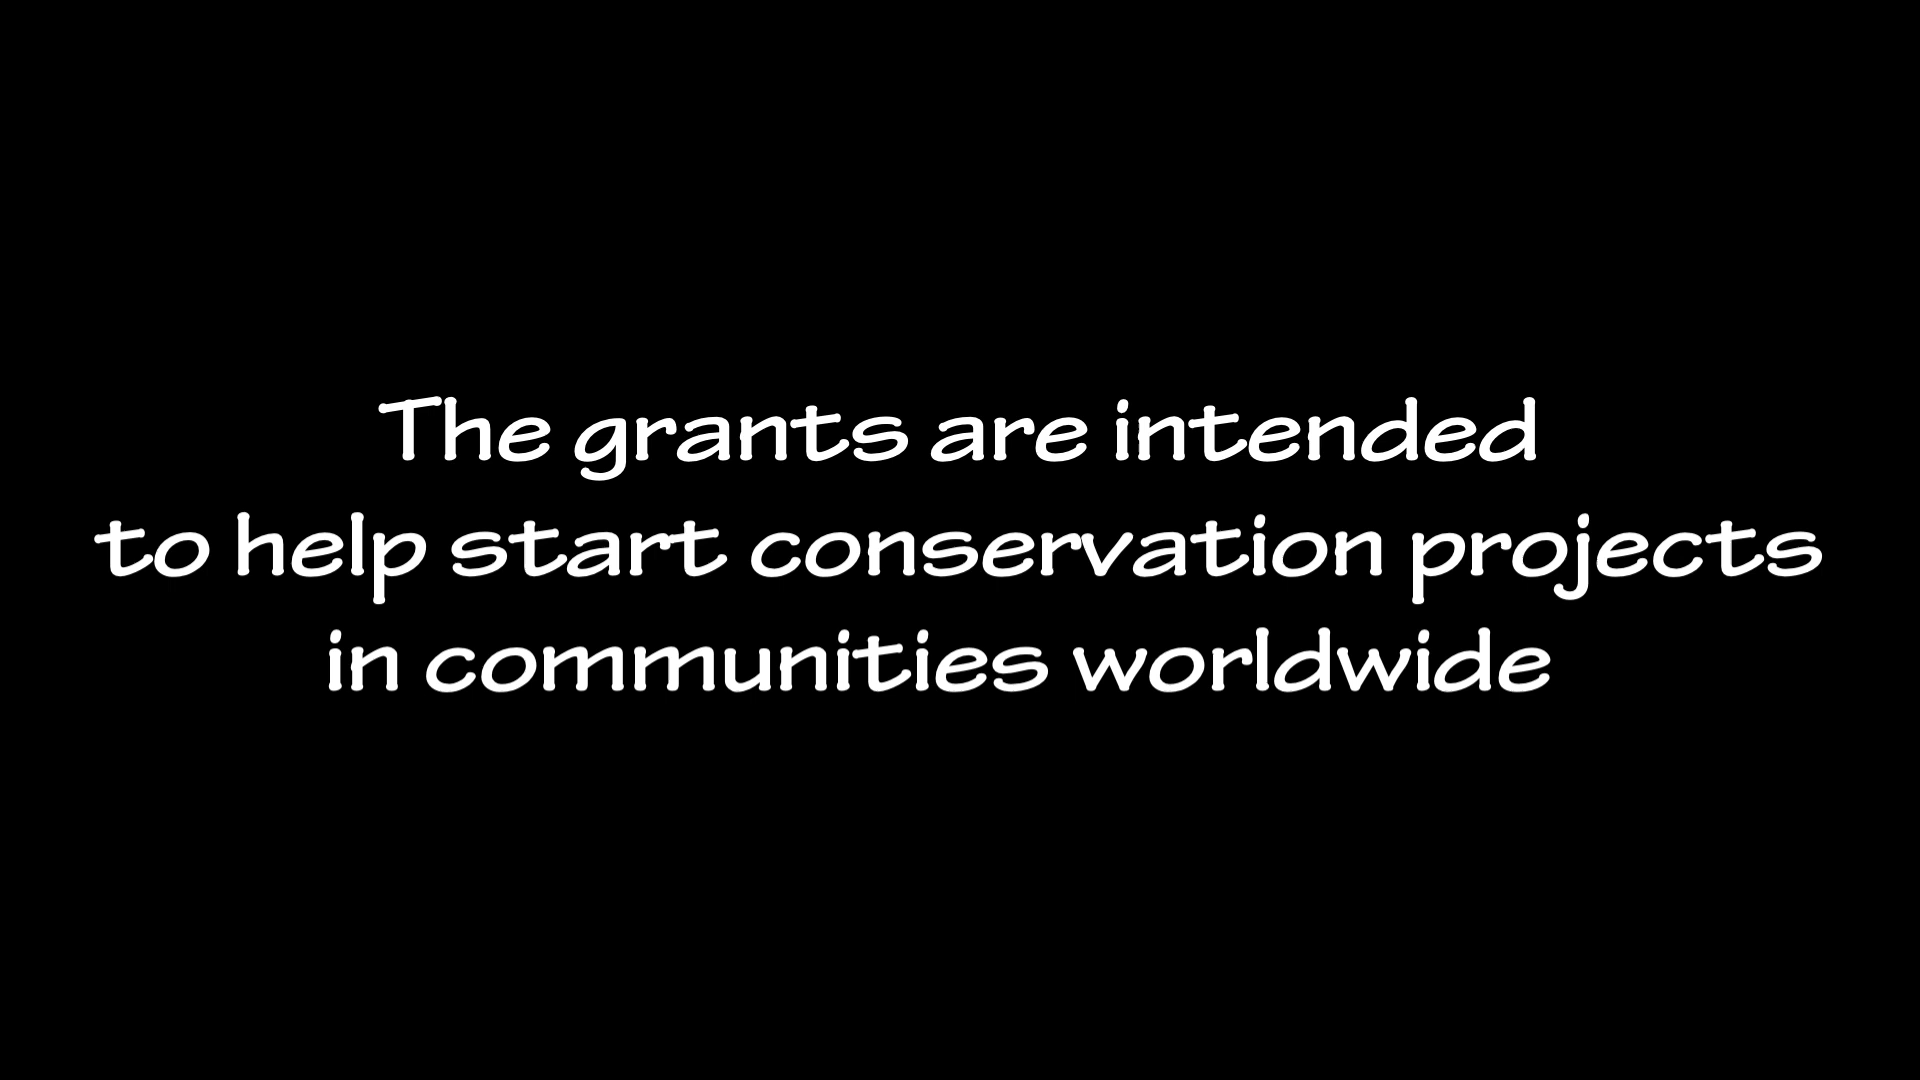 The grants are intended
to help start conservation projects
in communities worldwide